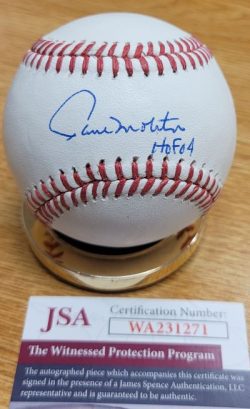 Paul Molitor
HOF 04
JSA
Certification Number:
WA231271
The Witnessed Protection Program
The autographed piece which accompanies this certificate was
signed in the presence of a James Spence Authentication, LLC
representative and is guaranteed to be authentic.